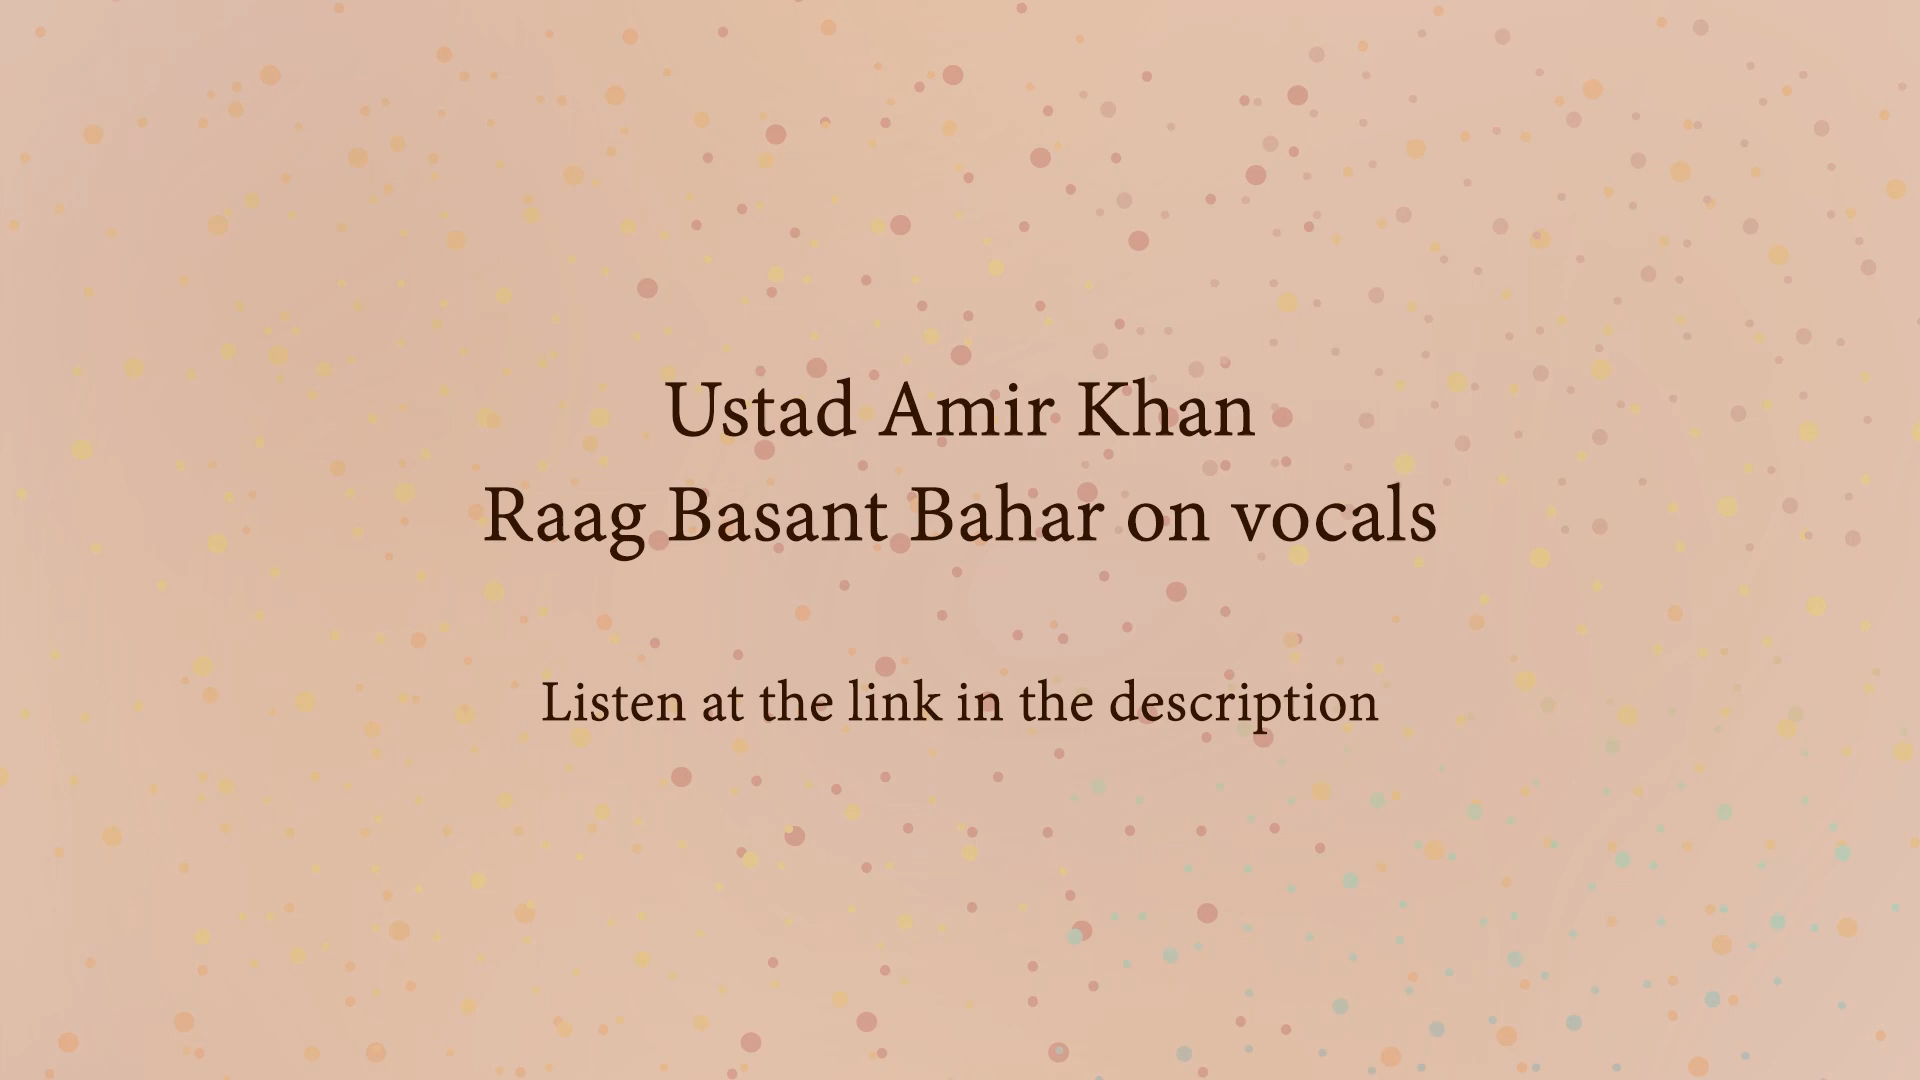 Ustad Amir Khan
Raag Basant Bahar on vocals
Listen at the link in the description